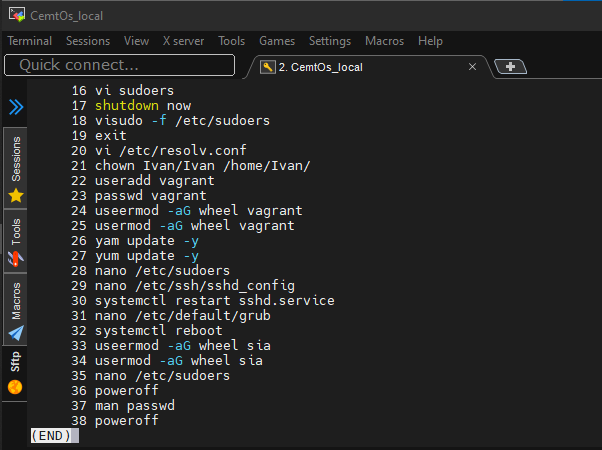 CemtOs_local
Terminal Sessions View X server Tools Games Settings Macros Help
Quick connect...
2. CemtOs_local
16 vi sudoers
17 shutdown now
18 visudo -f /etc/sudoers
19 exit
20 vi /etc/resolv.conf
21 chown Ivan/Ivan /home/Ivan/
22 useradd vagrant
23 passwd vagrant
24 useermod -aG wheel vagrant
25 usermod -aG wheel vagrant
26 yam update -y
27 yum update -y
28 nano /etc/sudoers
29 nano /etc/ssh/sshd_config
30 systemctl restart sshd.service
31 nano /etc/default/grub
32 systemctl reboot
33 useermod -aG wheel sia
34 usermod -aG wheel sia
35 nano /etc/sudoers
36 poweroff
37 man passwd
38 poweroff
(END)
Sessions
Tools
Macros
Sftp